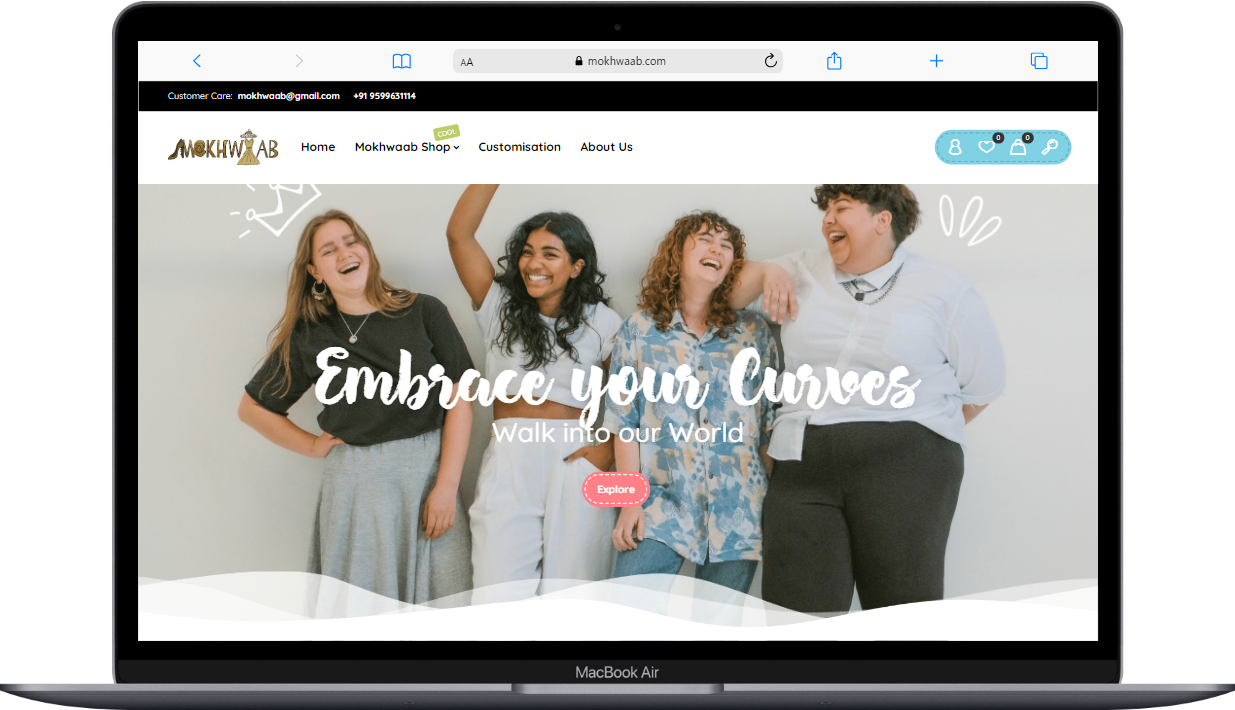 AA mokhwaab.com
Customer Care: mokhwaab@gmail.com +91 9599631114
COOL
MOKHWAAB Home Mokhwaab Shop Customisation About Us
0 0
Embrace your Curves
Walk into our World
Explore
MacBook Air